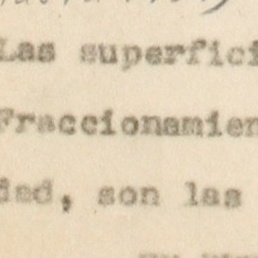 Las superfici
Fraccionamien
dad, son las